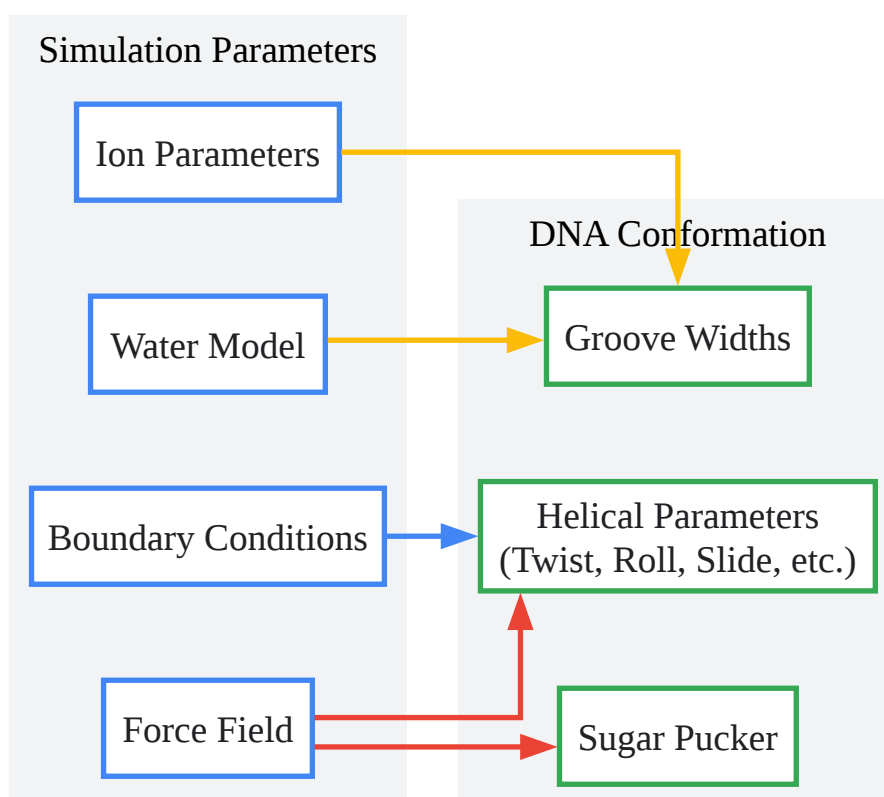 Simulation Parameters
Ion Parameters
Water Model
Boundary Conditions
Force Field
DNA Conformation
Groove Widths
Helical Parameters
(Twist, Roll, Slide, etc.)
Sugar Pucker